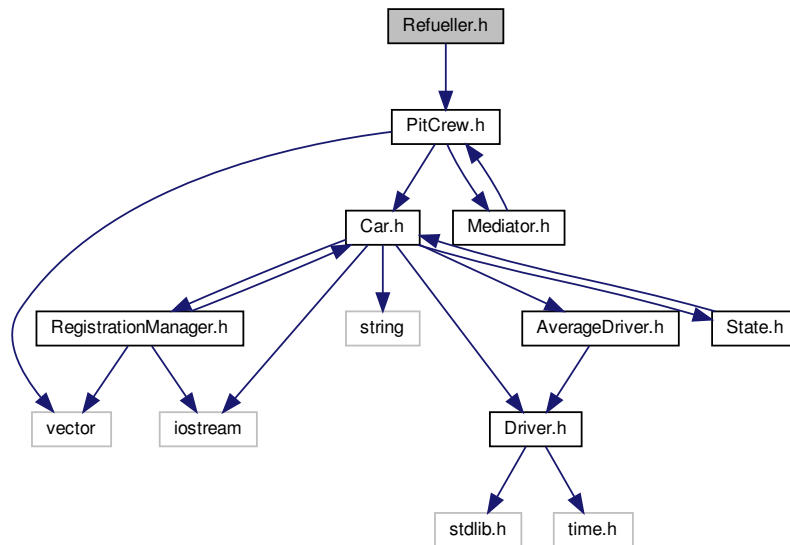 Refueller.h
PitCrew.h
Car.h
Mediator.h
RegistrationManager.h
string
AverageDriver.h
State.h
vector
iostream
Driver.h
stdlib.h
time.h